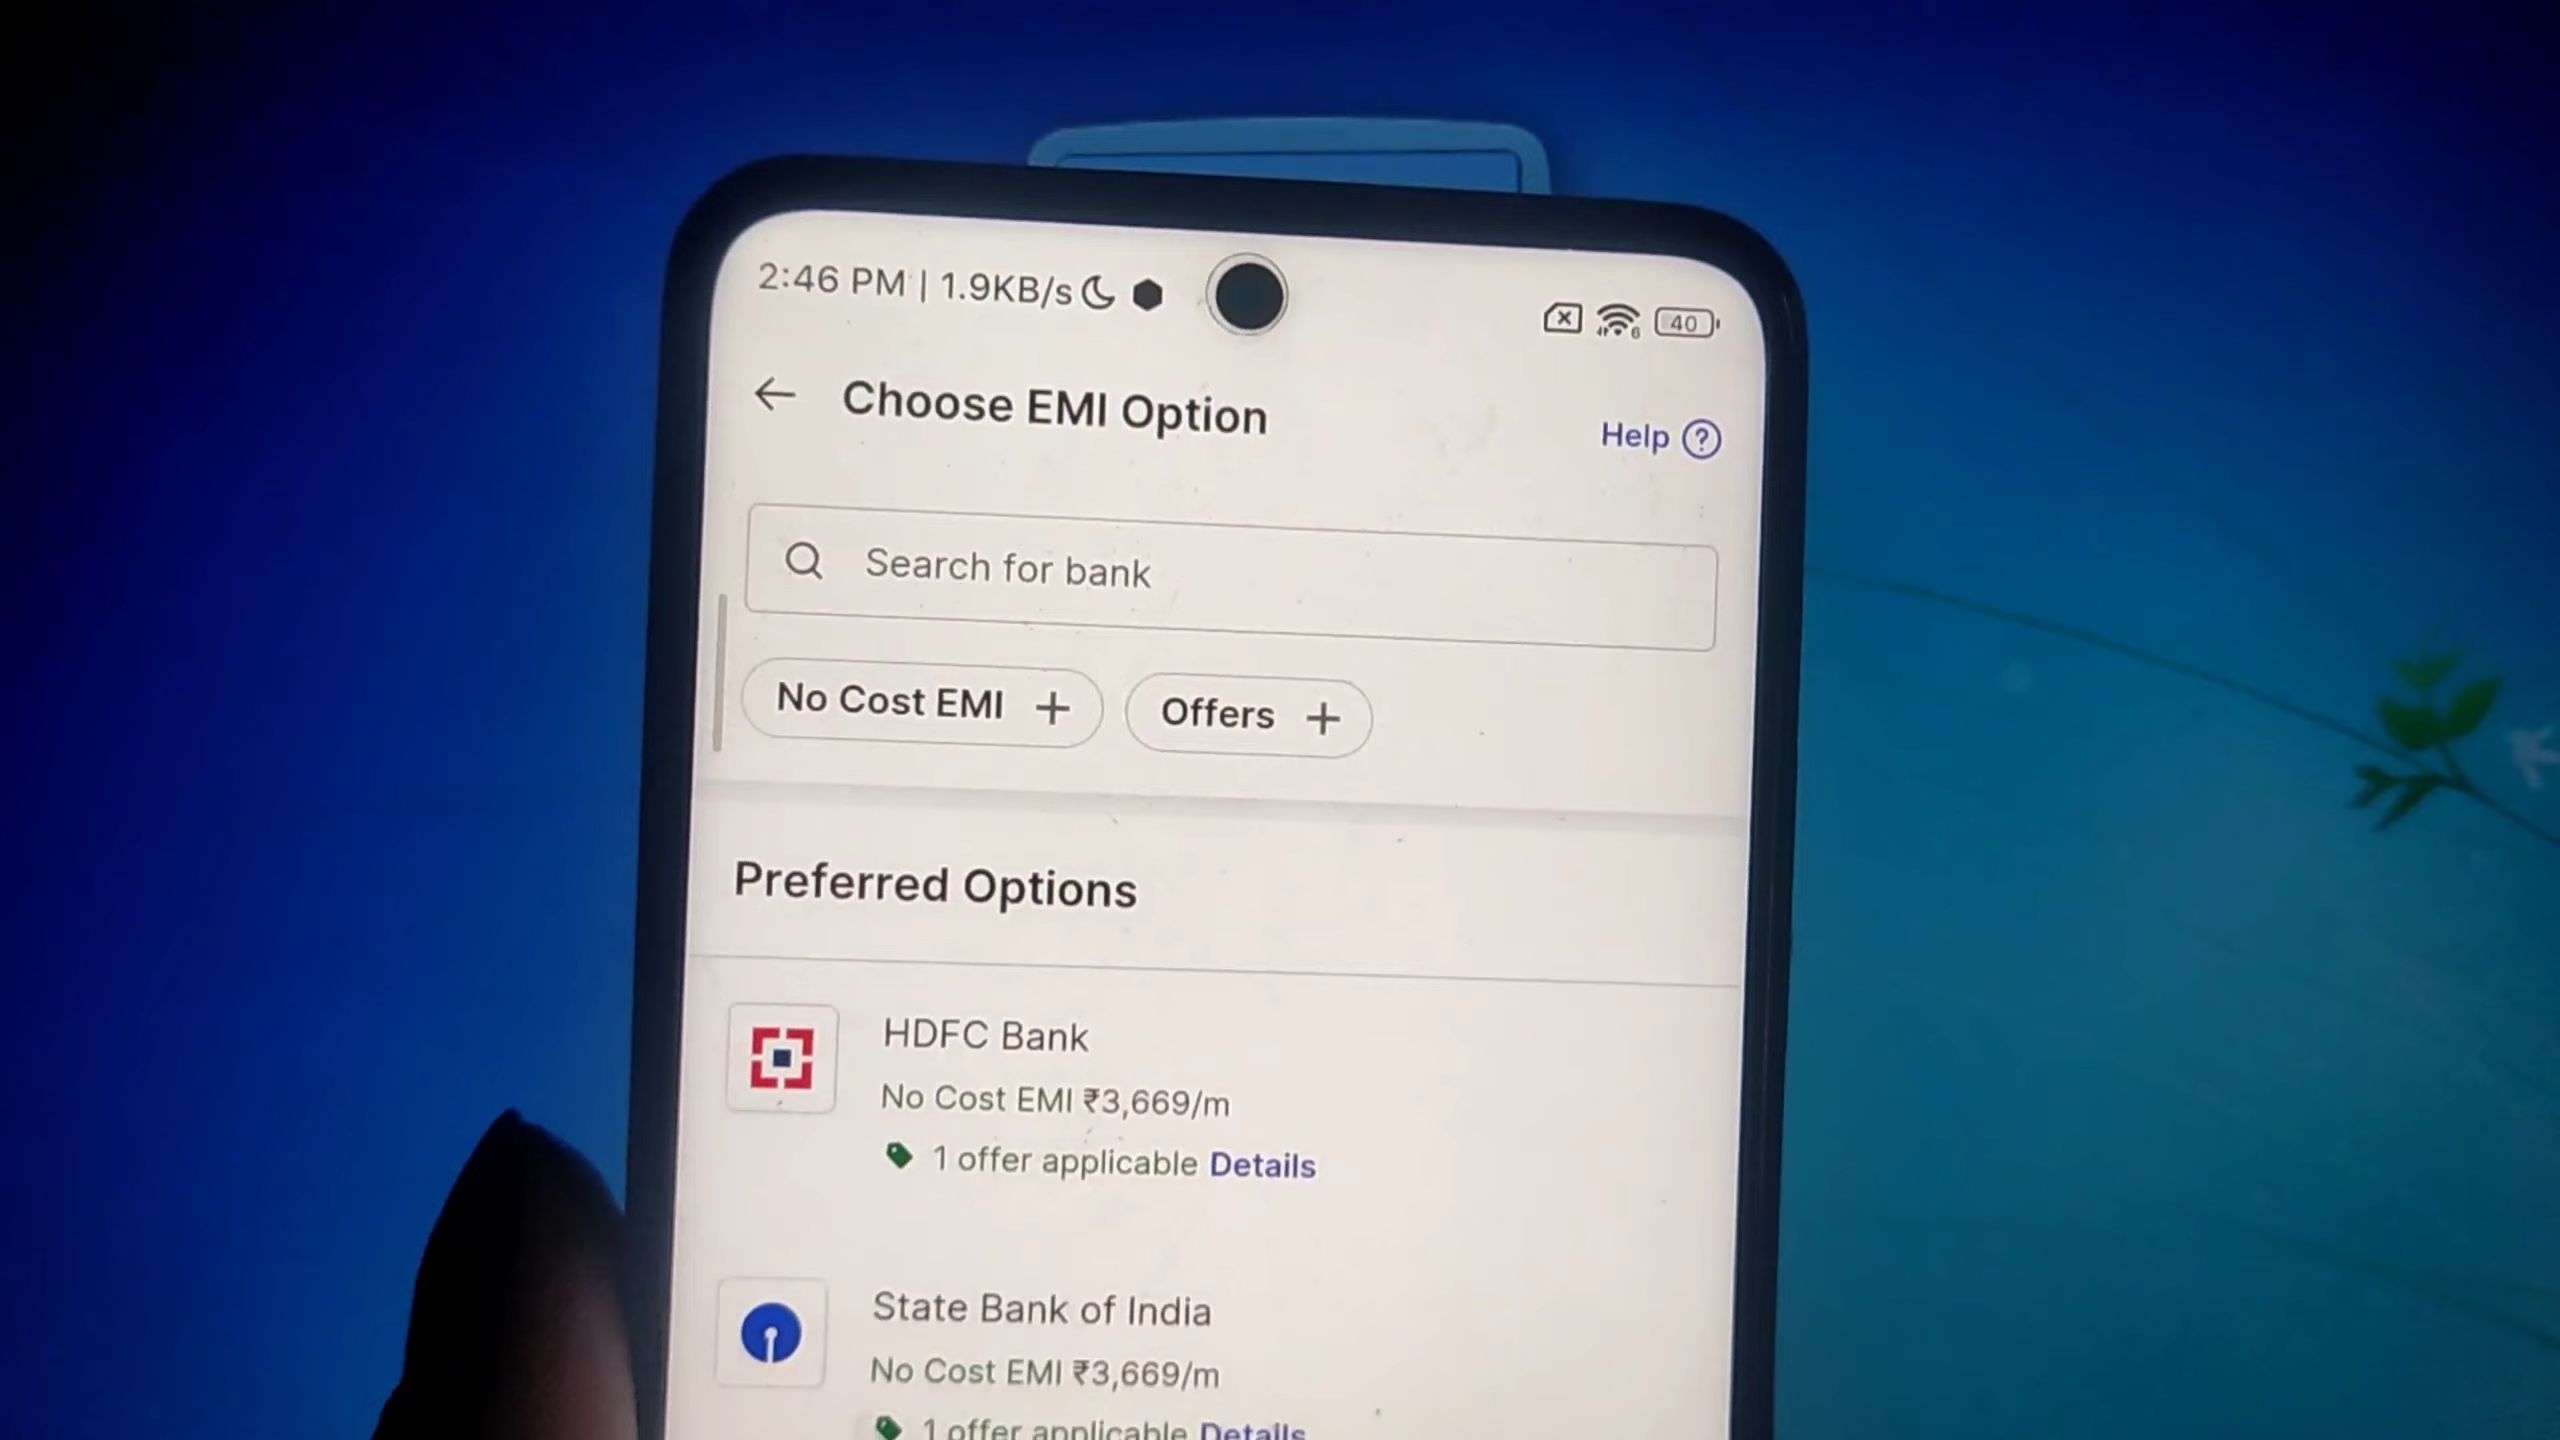 2:46 PM | 1.9KB/s
40
Choose EMI Option
Help
Search for bank
No Cost EMI +
Offers +
Preferred Options
HDFC Bank
No Cost EMI ₹3,669/m
1 offer applicable Details
State Bank of India
No Cost EMI ₹3,669/m
1 offer applicable Details